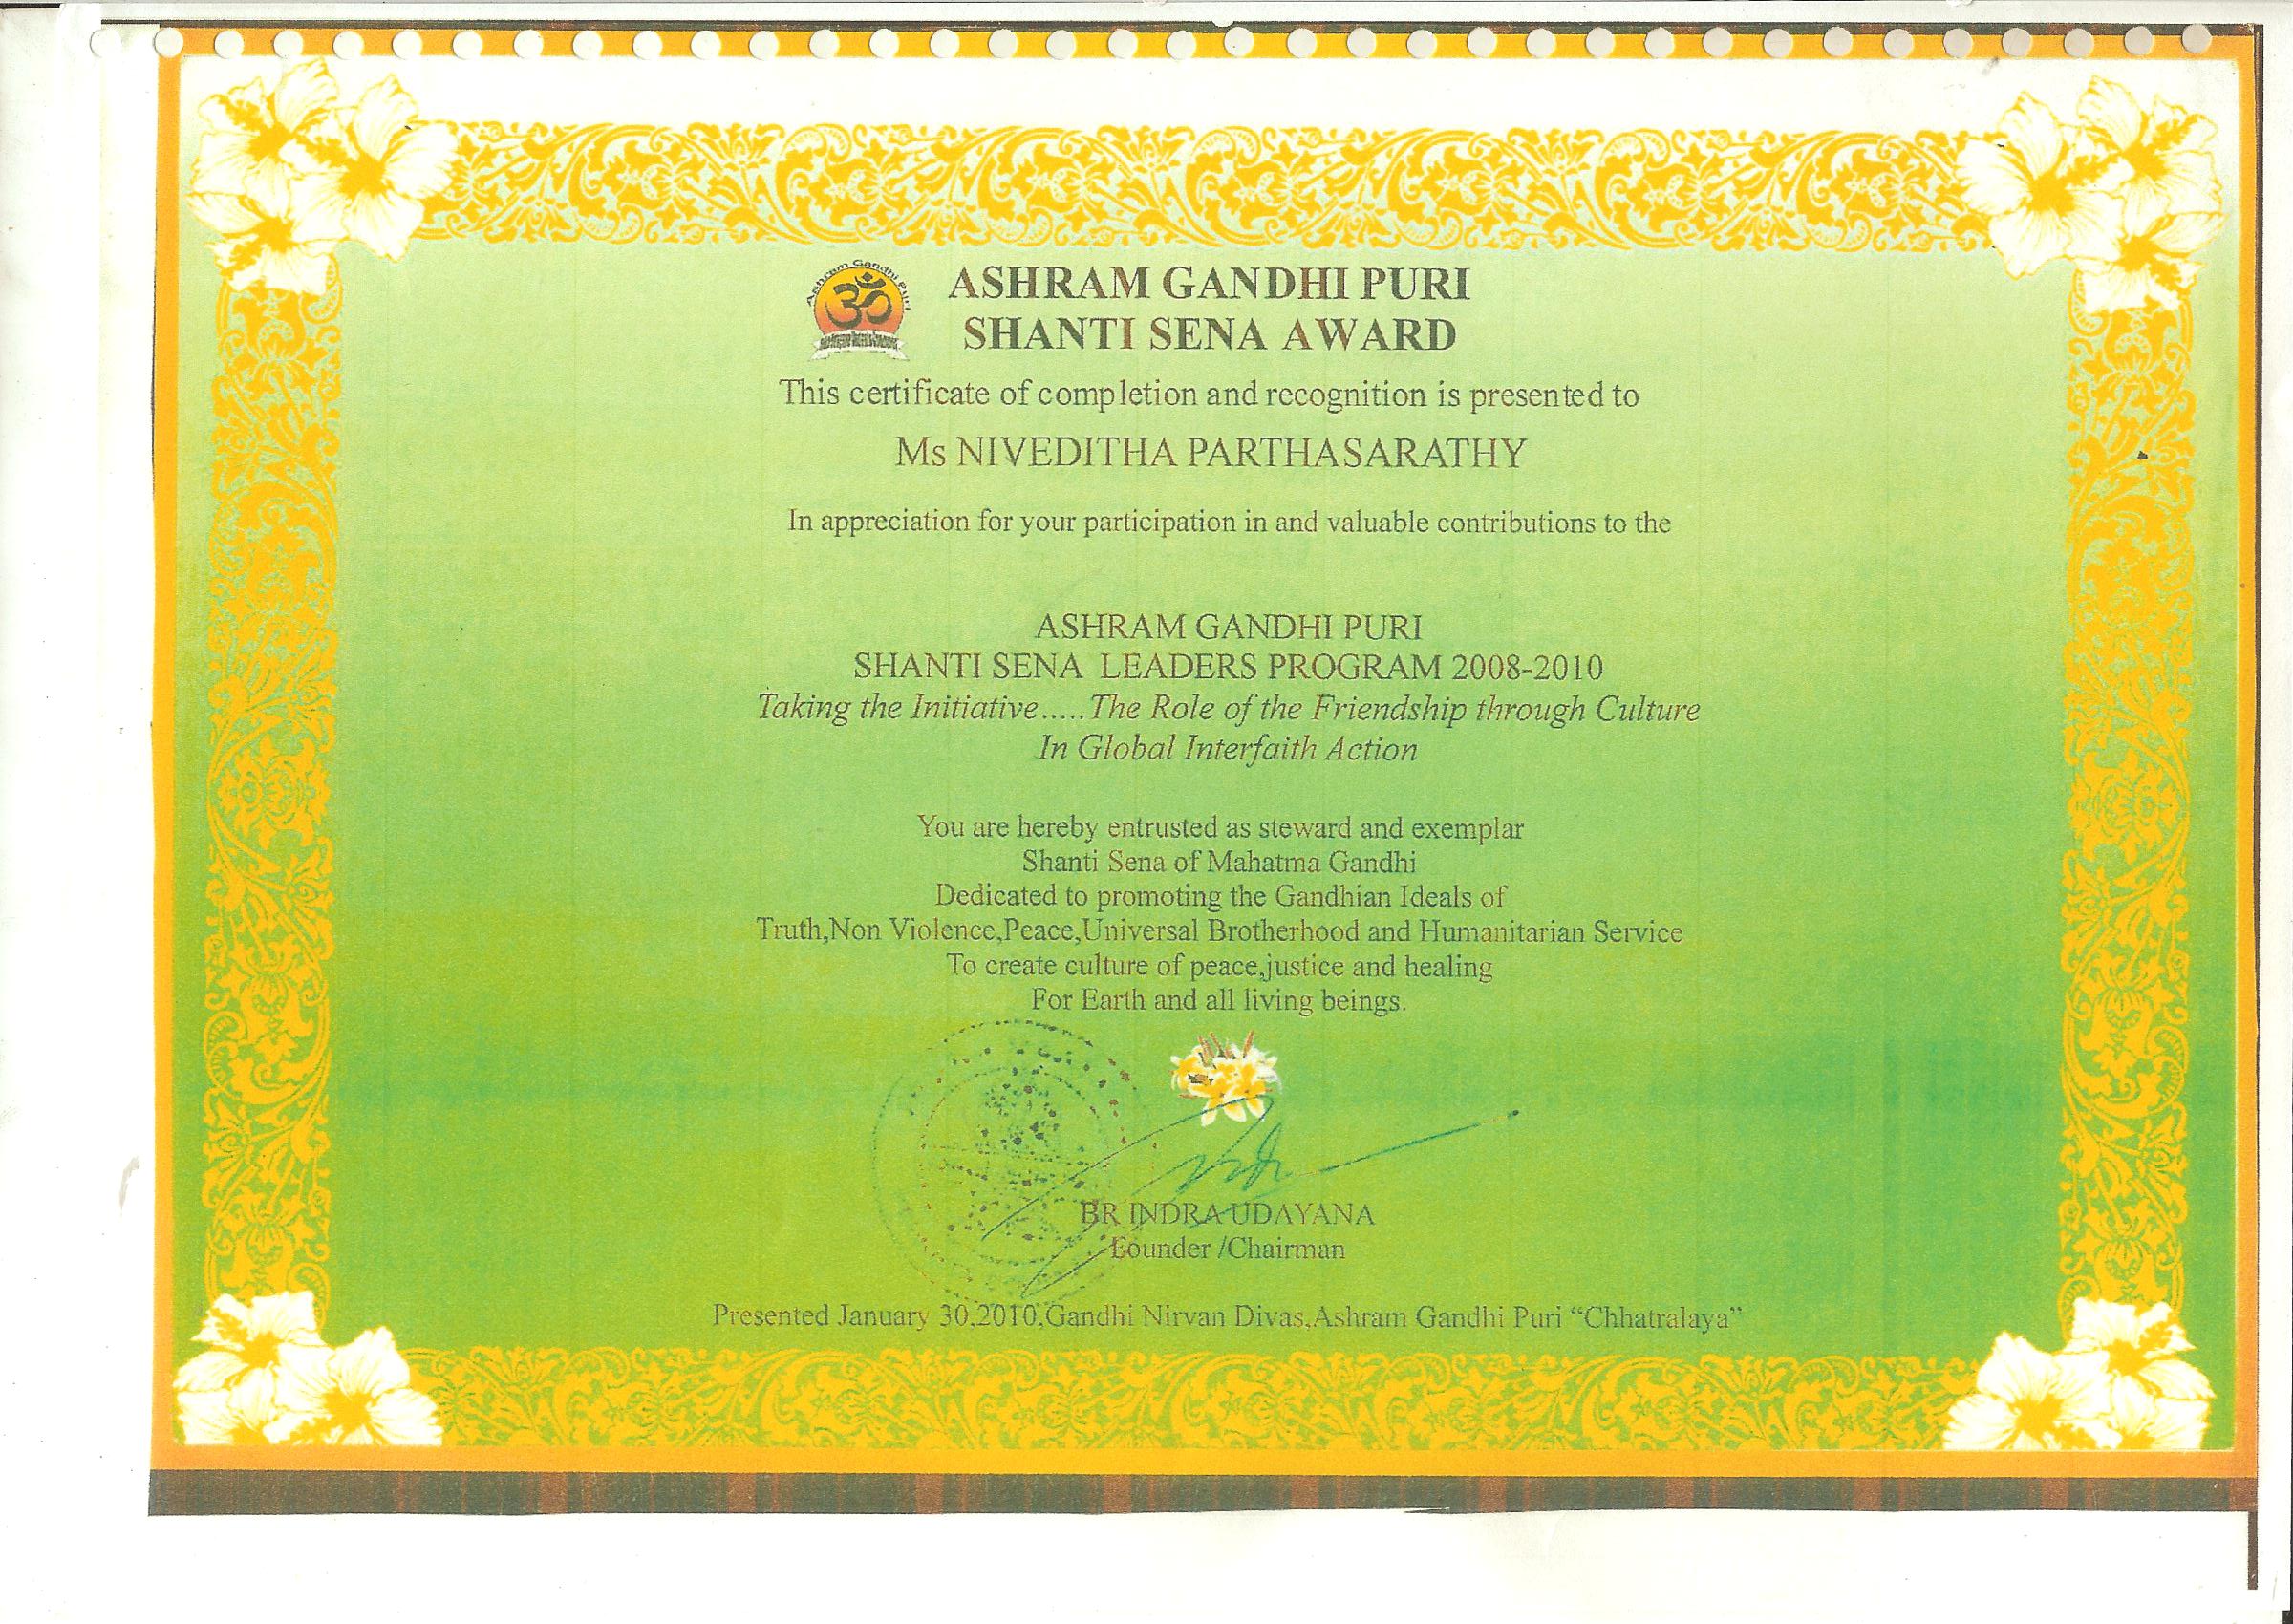 Ashram Gandhi Puri
ASHRAM GANDHI PURI
SHANTI SENA AWARD
This certificate of completion and recognition is presented to
Ms NIVEDITHA PARTHASARATHY
In appreciation for your participation in and valuable contributions to the
ASHRAM GANDHI PURI
SHANTI SENA LEADERS PROGRAM 2008-2010
Taking the Initiative.....The Role of the Friendship through Culture
In Global Interfaith Action
You are hereby entrusted as steward and exemplar
Shanti Sena of Mahatma Gandhi
Dedicated to promoting the Gandhian Ideals of
Truth,Non Violence,Peace,Universal Brotherhood and Humanitarian Service
To create culture of peace,justice and healing
For Earth and all living beings.
BR INDRA UDAYANA
Founder /Chairman
Presented January 30.2010,Gandhi Nirvan Divas,Ashram Gandhi Puri “Chhatralaya”